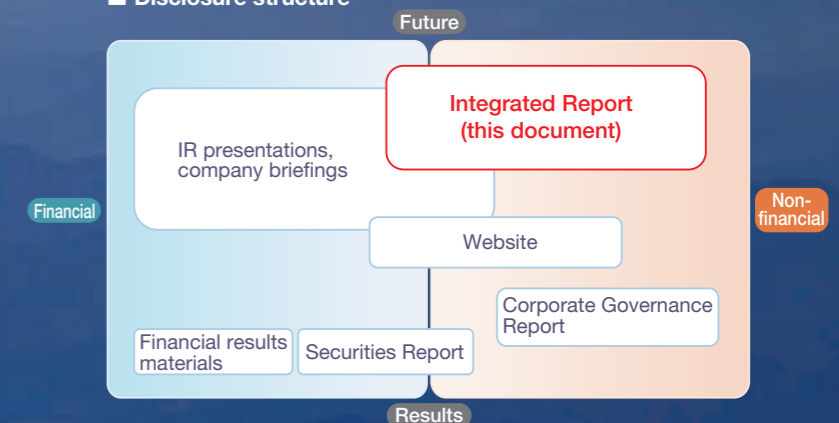 ■ Disclosure structure
Future
Integrated Report
(this document)
IR presentations,
company briefings
Financial
Non-
financial
Website
Corporate Governance
Report
Financial results
materials
Securities Report
Results